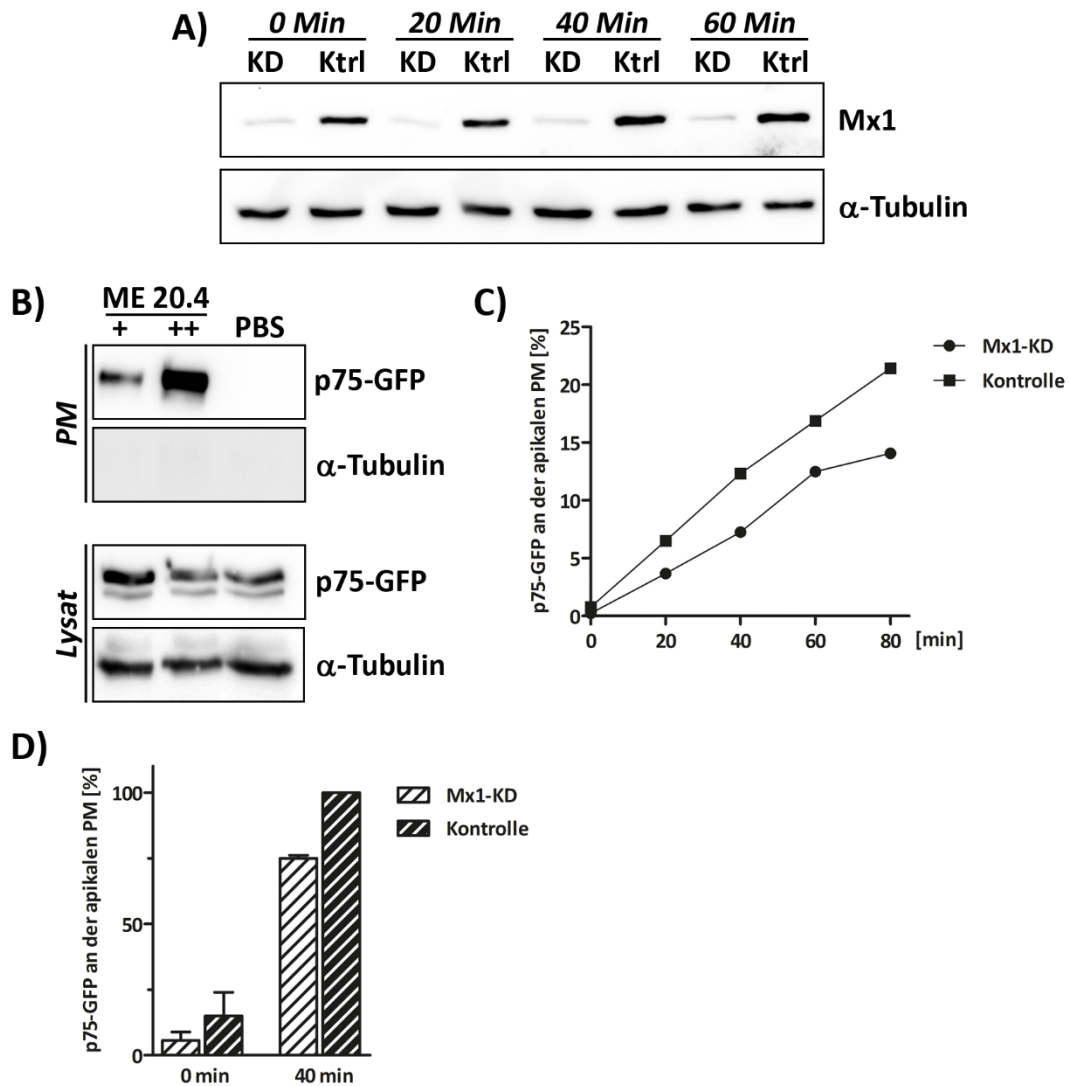 A)
0 Min 20 Min 40 Min 60 Min
KD Ktrl KD Ktrl KD Ktrl KD Ktrl
Mx1
α-Tubulin
B)
ME 20.4
+ ++ PBS
PM
p75-GFP
α-Tubulin
Lysat
p75-GFP
α-Tubulin
C)
p75-GFP an der apikalen PM [%]
25
20
15
10
5
0
0 20 40 60 80 [min]
Mx1-KD
Kontrolle
D)
p75-GFP an der apikalen PM [%]
100
50
0
0 min 40 min
Mx1-KD
Kontrolle